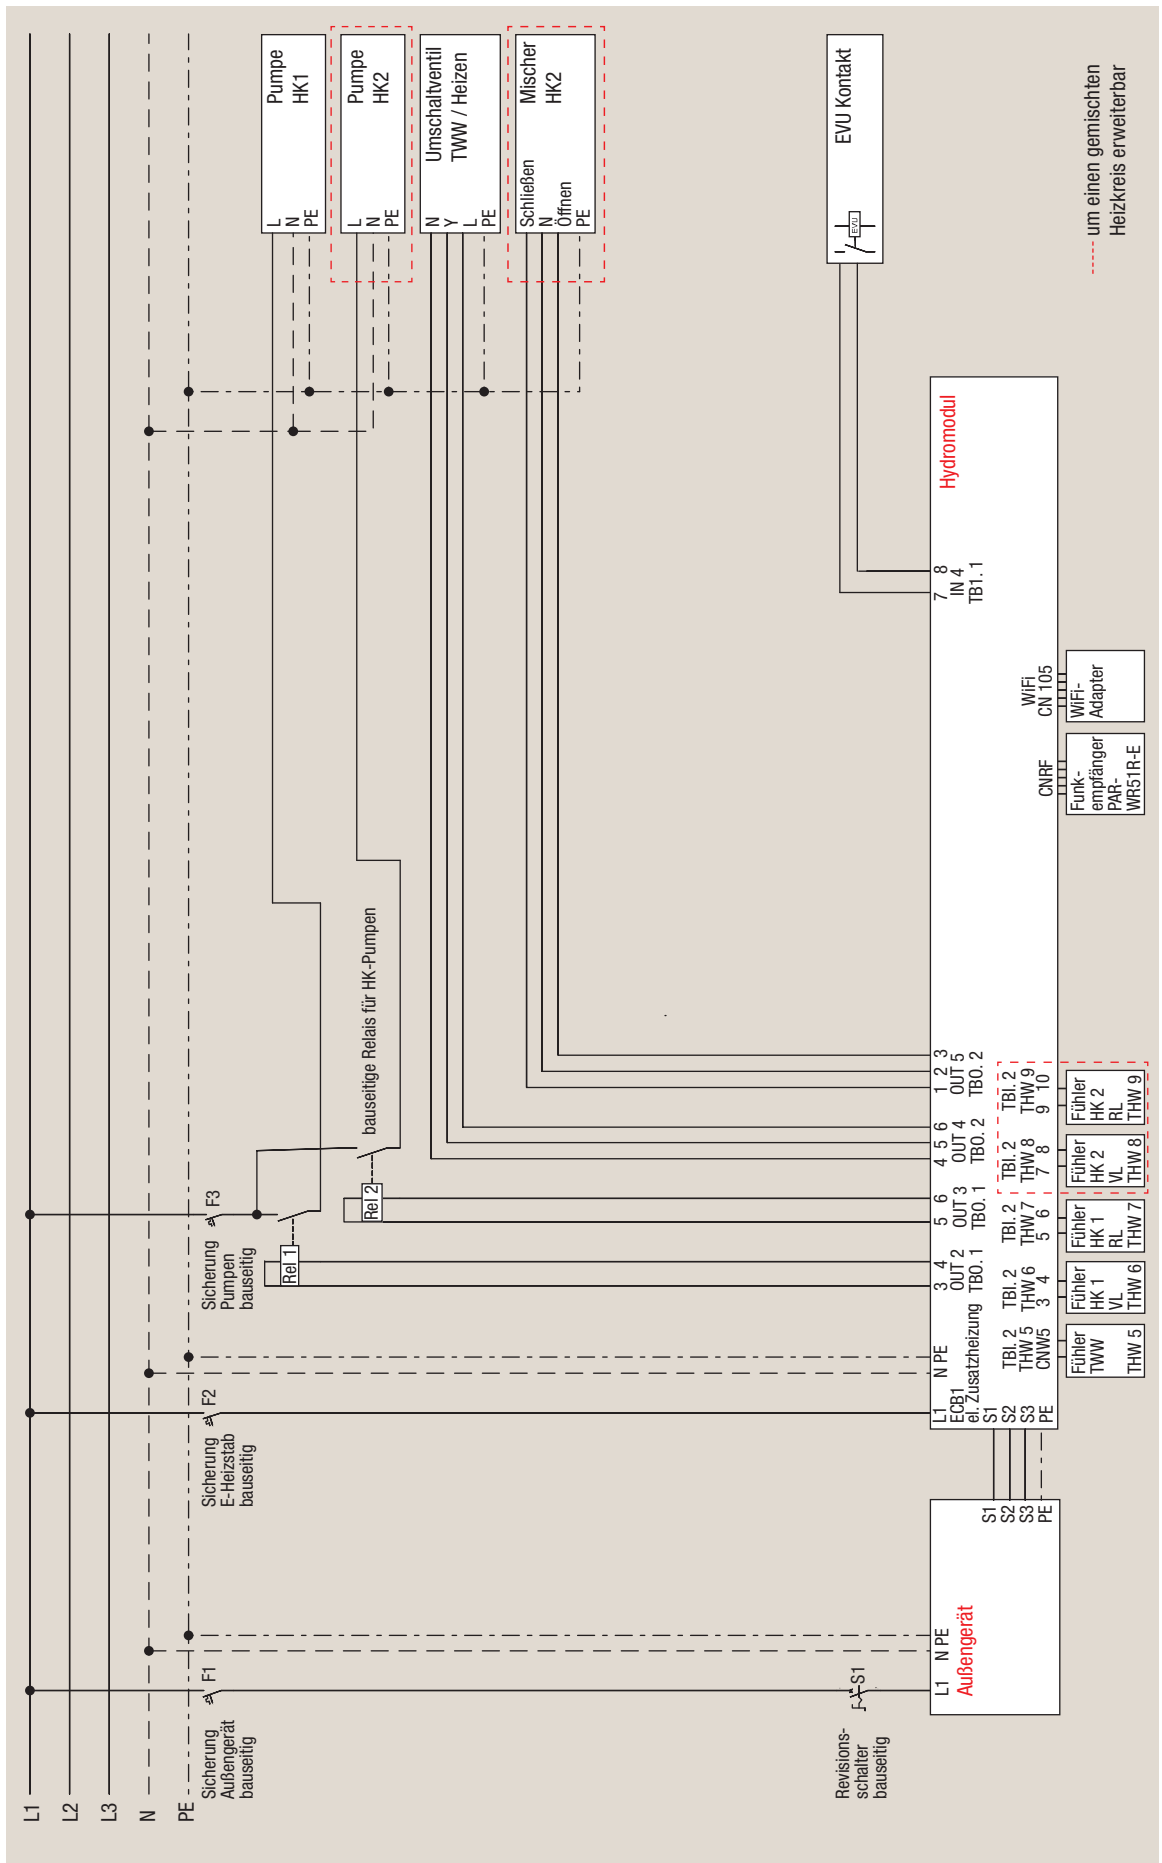 L1
L2
L3
N
PE
Sicherung
Außengerät
bauseitig
F1
Sicherung
E-Heizstab
bauseitig
F2
Sicherung
Pumpen
bauseitig
F3
Rel 1
Rel 2
bauseitige Relais für HK-Pumpen
Pumpe
HK1
L
N
PE
Pumpe
HK2
L
N
PE
Umschaltventil
TWW / Heizen
N
Y
L
PE
Mischer
HK2
Schließen
N
Öffnen
PE
EVU Kontakt
EVU
um einen gemischten
Heizkreis erweiterbar
Revisions-
schalter
bauseitig
S1
L1 N PE
Außengerät
S1
S2
S3
PE
L1 N PE
ECB1
el. Zusatzheizung
S1
S2
S3
PE
3 4
OUT 2
TBO. 1
5 6
OUT 3
TBO. 1
4 5 6
OUT 4
TBO. 2
1 2 3
OUT 5
TBO. 2
7 8
IN 4
TB1. 1
Hydromodul
TBI. 2
THW 5
CNW5
TBI. 2
THW 6
3 4
TBI. 2
THW 7
5 6
TBI. 2
THW 8
7 8
TBI. 2
THW 9
9 10
CNRF
WiFi
CN 105
Fühler
TWW
THW 5
Fühler
HK 1
VL
THW 6
Fühler
HK 1
RL
THW 7
Fühler
HK 2
VL
THW 8
Fühler
HK 2
RL
THW 9
Funk-
empfänger
PAR-
WR51R-E
WiFi-
Adapter